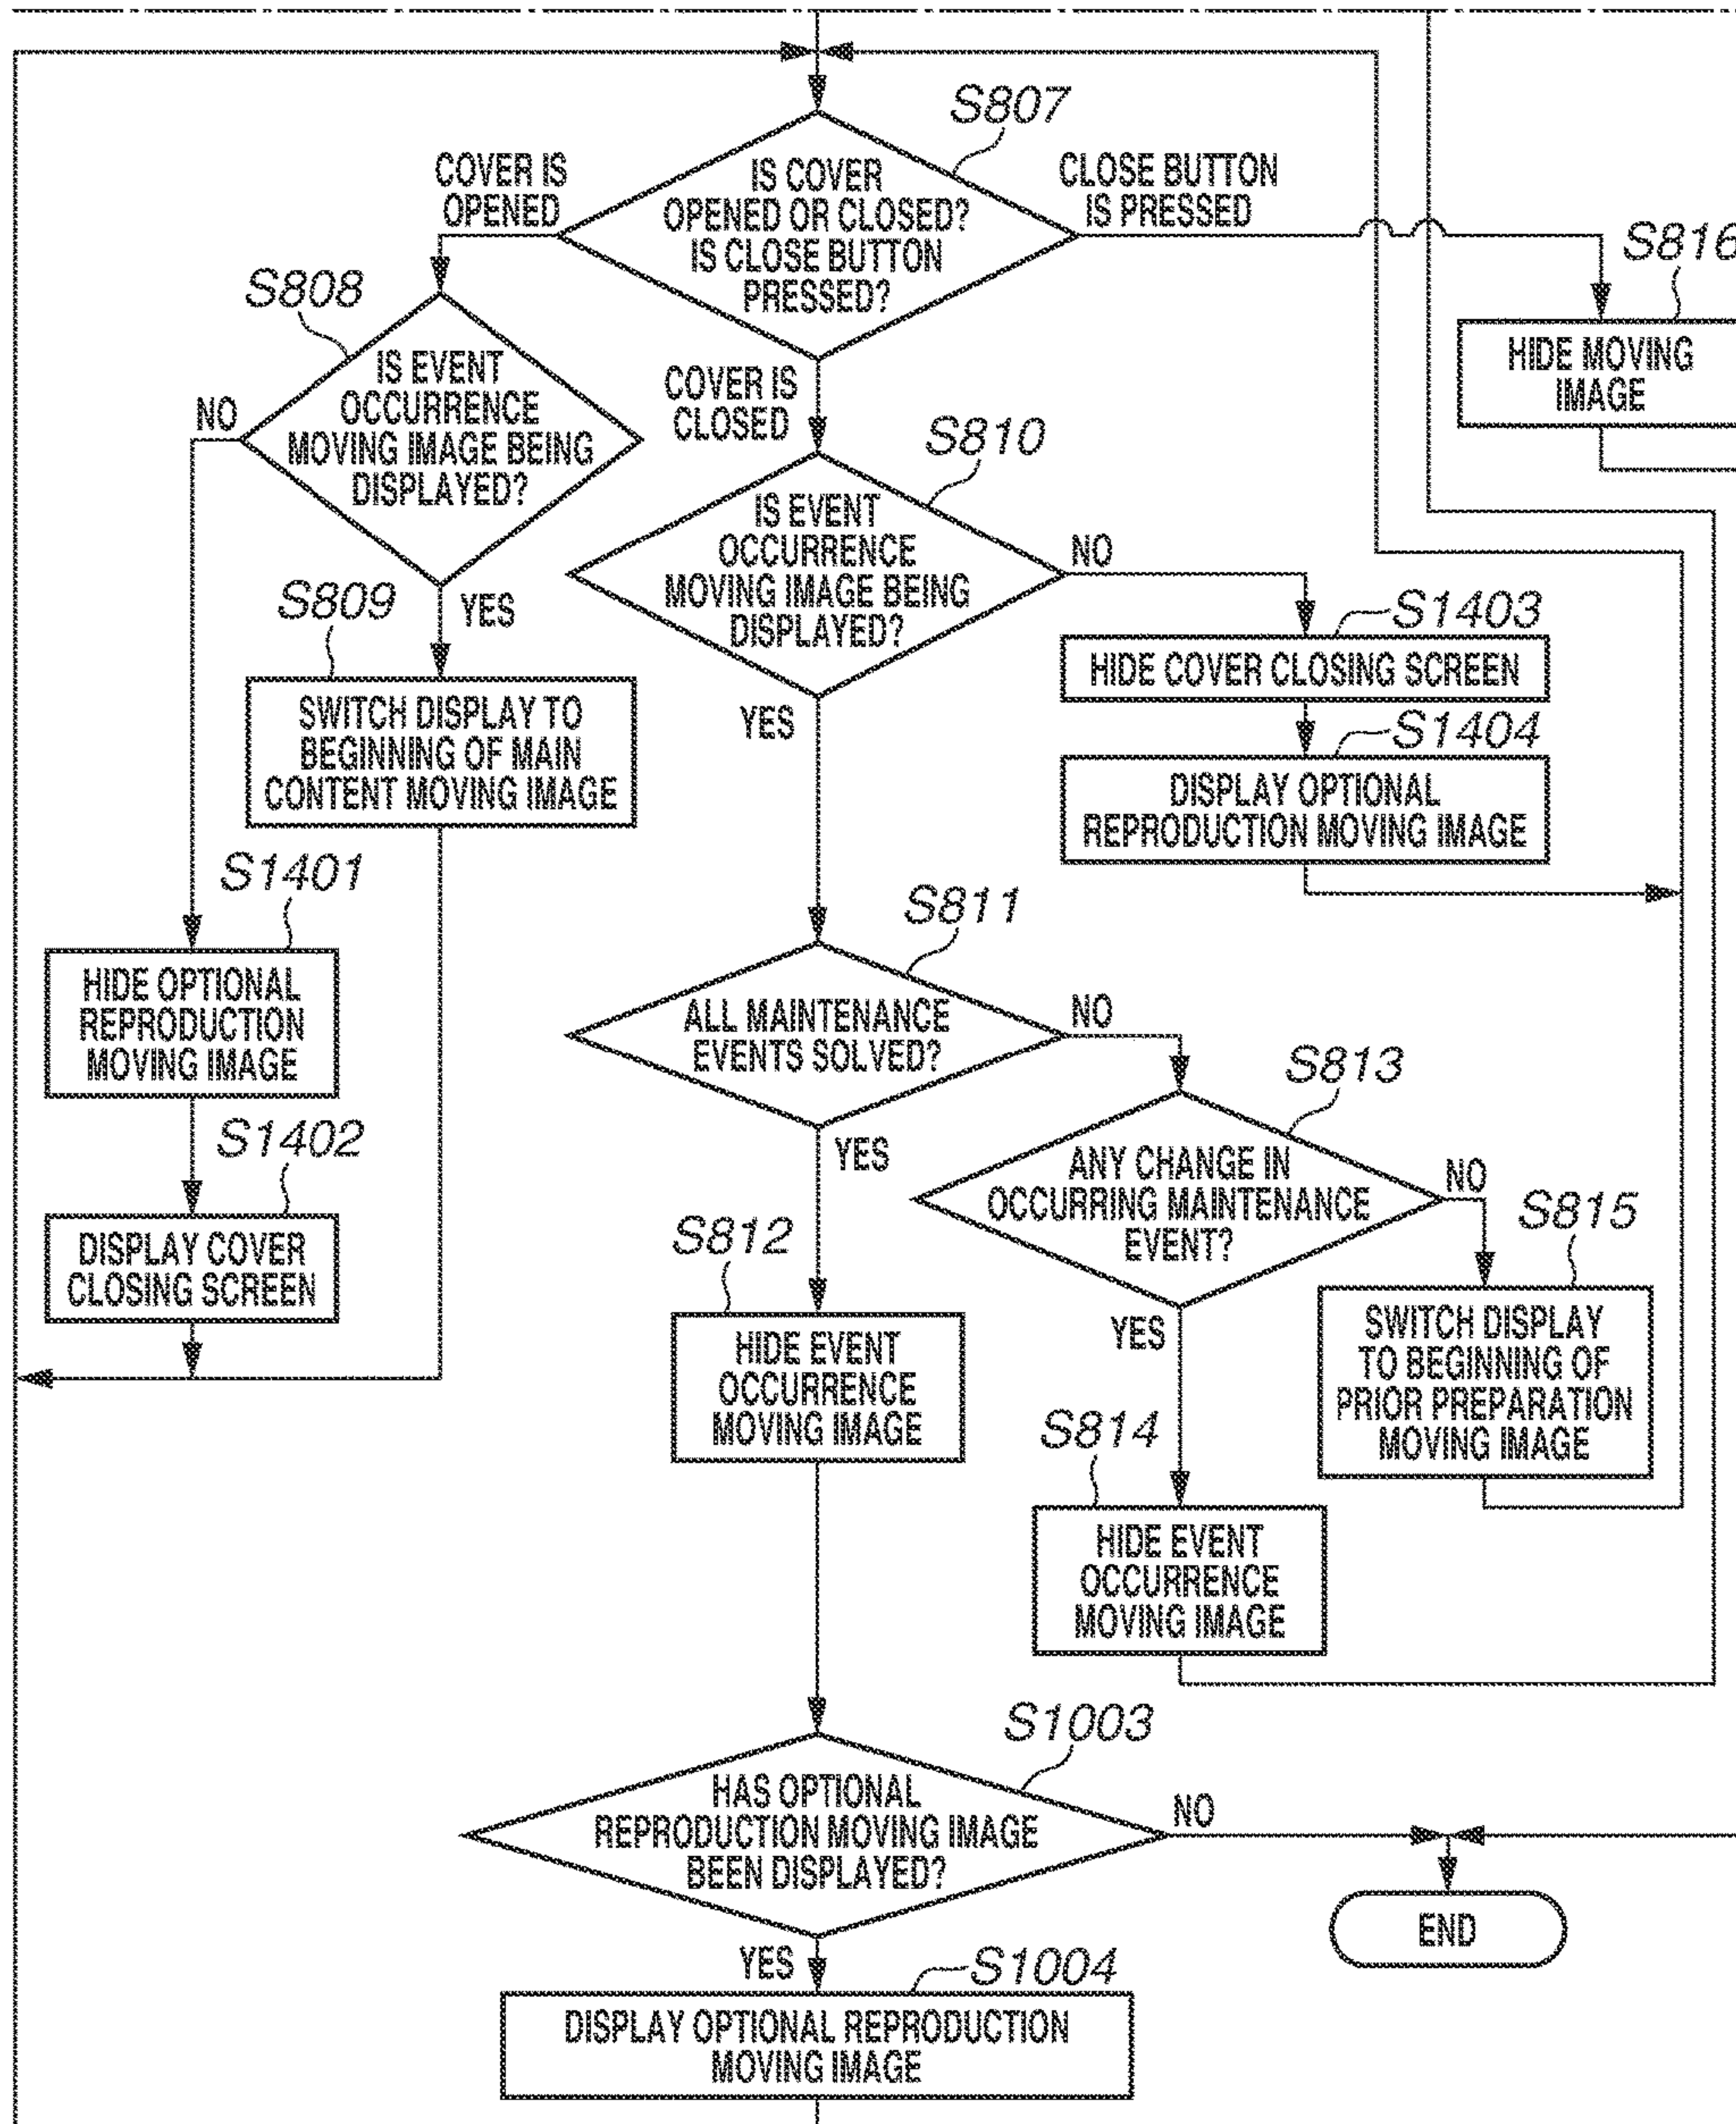 S807
COVER IS
OPENED
IS COVER
OPENED OR CLOSED?
IS CLOSE BUTTON
PRESSED?
CLOSE BUTTON
IS PRESSED
S816
HIDE MOVING
IMAGE
S808
IS EVENT
OCCURRENCE
MOVING IMAGE BEING
DISPLAYED?
NO
YES
COVER IS
CLOSED
S810
IS EVENT
OCCURRENCE
MOVING IMAGE BEING
DISPLAYED?
NO
YES
S809
SWITCH DISPLAY TO
BEGINNING OF MAIN
CONTENT MOVING IMAGE
S1403
HIDE COVER CLOSING SCREEN
S1404
DISPLAY OPTIONAL
REPRODUCTION MOVING IMAGE
S1401
HIDE OPTIONAL
REPRODUCTION
MOVING IMAGE
S1402
DISPLAY COVER
CLOSING SCREEN
S811
ALL MAINTENANCE
EVENTS SOLVED?
NO
YES
S813
ANY CHANGE IN
OCCURRING MAINTENANCE
EVENT?
NO
YES
S812
HIDE EVENT
OCCURRENCE
MOVING IMAGE
S815
SWITCH DISPLAY
TO BEGINNING OF
PRIOR PREPARATION
MOVING IMAGE
S814
HIDE EVENT
OCCURRENCE
MOVING IMAGE
S1003
HAS OPTIONAL
REPRODUCTION MOVING IMAGE
BEEN DISPLAYED?
NO
YES
END
S1004
DISPLAY OPTIONAL REPRODUCTION
MOVING IMAGE